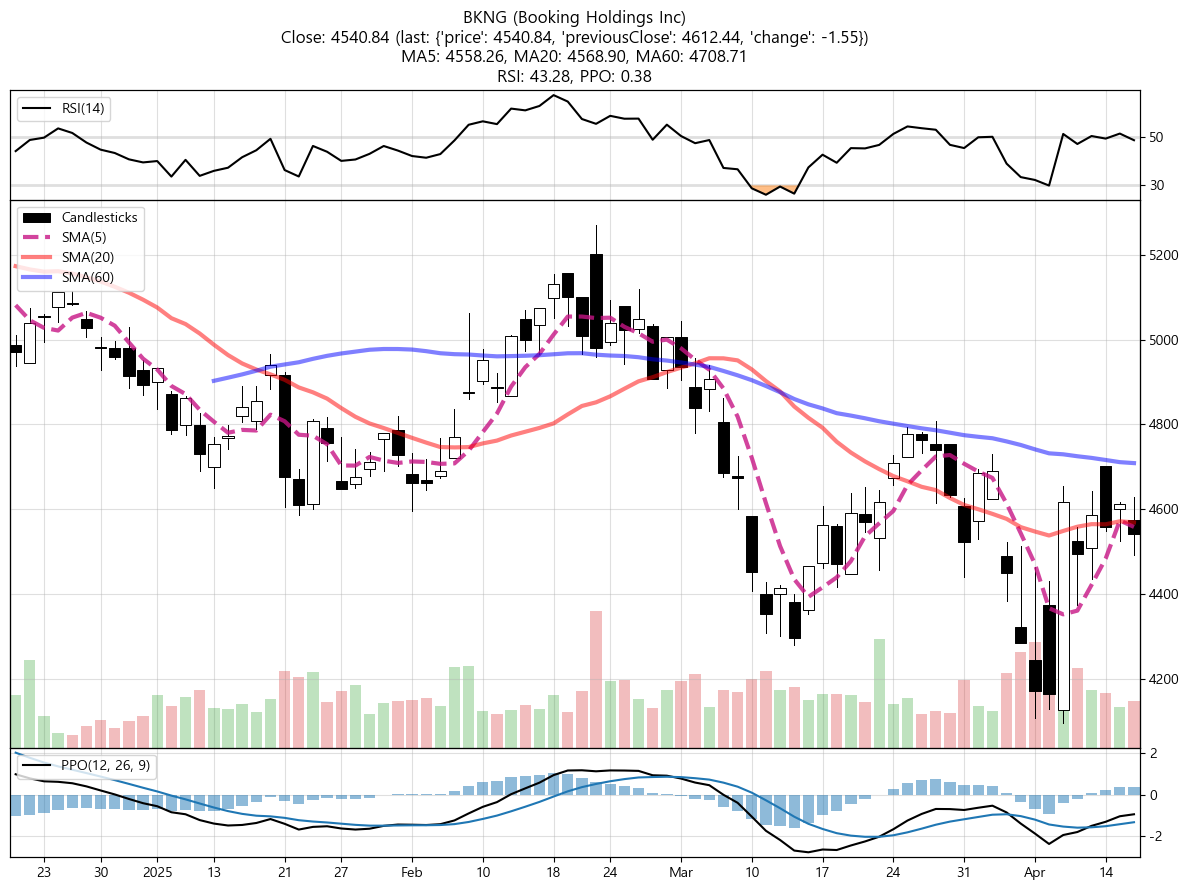 BKNG (Booking Holdings Inc)
Close: 4540.84 (last: {'price': 4540.84, 'previousClose': 4612.44, 'change': -1.55})
MA5: 4558.26, MA20: 4568.90, MA60: 4708.71
RSI: 43.28, PPO: 0.38
RSI(14)
50
30
Candlesticks
SMA(5)
SMA(20)
SMA(60)
5200
5000
4800
4600
4400
4200
PPO(12, 26, 9)
2
0
-2
23 30 2025 13 21 27 Feb 10 18 24 Mar 10 17 24 31 Apr 14